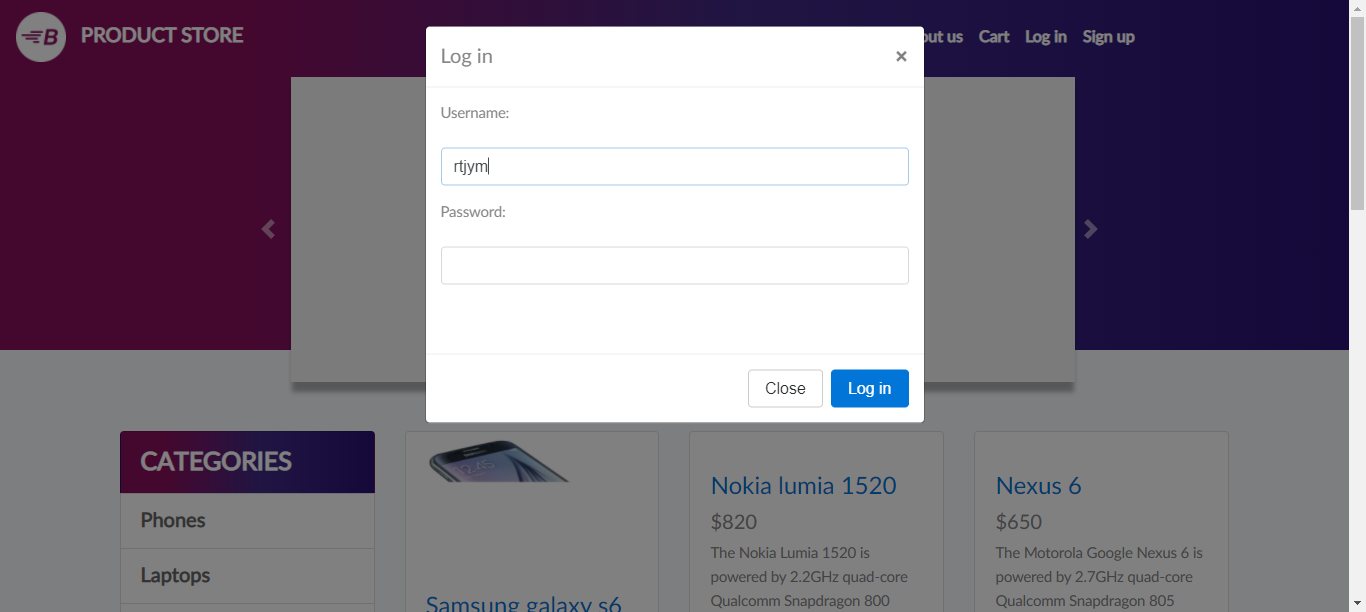 B PRODUCT STORE
out us Cart Log in Sign up
Log in ×
Username:
rtjym
Password:
Close Log in
CATEGORIES
Phones
Laptops
Samsung galaxy s6
Nokia lumia 1520
$820
The Nokia Lumia 1520 is
powered by 2.2GHz quad-core
Qualcomm Snapdragon 800
Nexus 6
$650
The Motorola Google Nexus 6 is
powered by 2.7GHz quad-core
Qualcomm Snapdragon 805